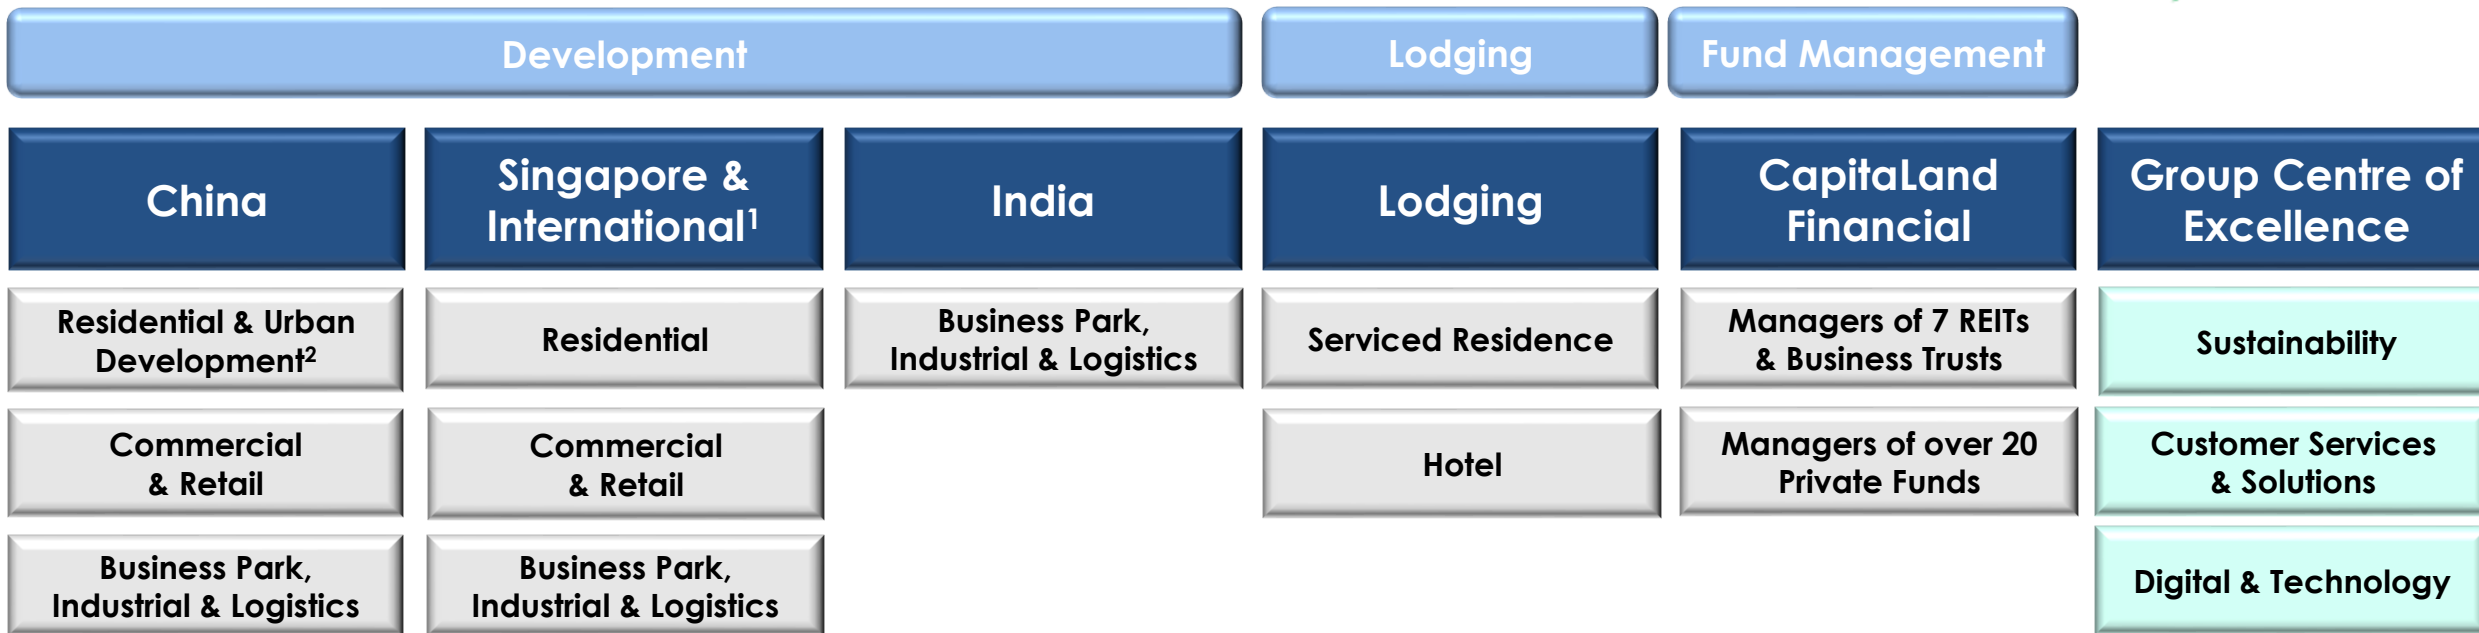 Development
Lodging
Fund Management
China
Singapore &
International¹
India
Lodging
CapitaLand
Financial
Group Centre of
Excellence
Residential & Urban
Development²
Residential
Business Park,
Industrial & Logistics
Serviced Residence
Managers of 7 REITs
& Business Trusts
Sustainability
Commercial
& Retail
Commercial
& Retail
Hotel
Managers of over 20
Private Funds
Customer Services
& Solutions
Business Park,
Industrial & Logistics
Business Park,
Industrial & Logistics
Digital & Technology